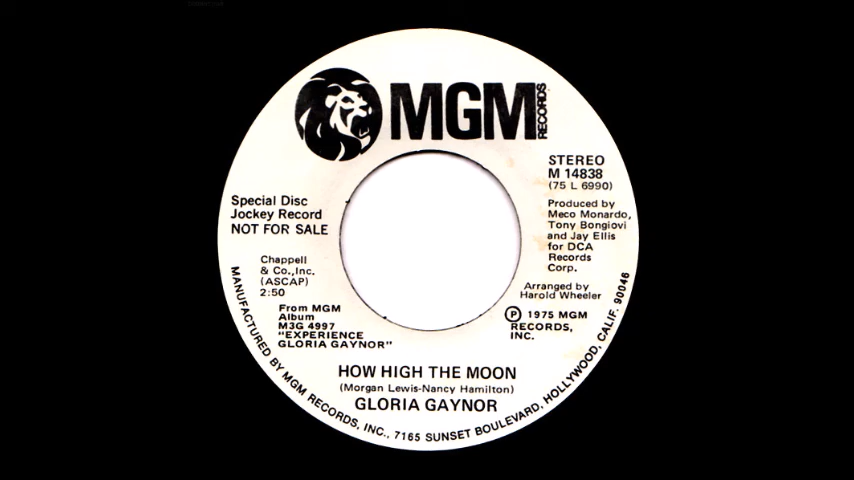 MGM
RECORDS
STEREO
M 14838
(75 L 6990)
Special Disc
Jockey Record
NOT FOR SALE
Produced by
Meco Monardo,
Tony Bongiovi
and Jay Ellis
for DCA
Records
Corp.
Chappell
& Co., Inc.
(ASCAP)
2:50
Arranged by
Harold Wheeler
From MGM
Album
M3G 4997
"EXPERIENCE
GLORIA GAYNOR"
Ⓟ 1975 MGM
RECORDS,
INC.
HOW HIGH THE MOON
(Morgan Lewis-Nancy Hamilton)
GLORIA GAYNOR
MANUFACTURED BY MGM RECORDS, INC., 7165 SUNSET BOULEVARD, HOLLYWOOD, CALIF. 90046